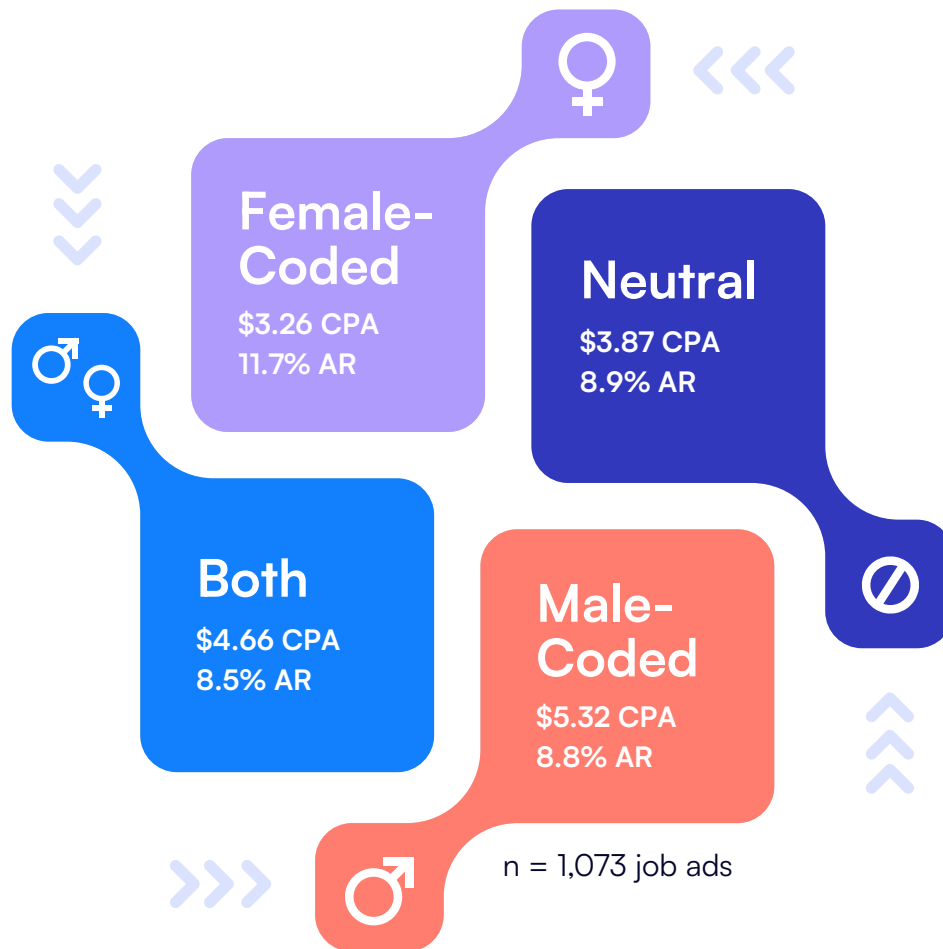 Female-
Coded
$3.26 CPA
11.7% AR
Neutral
$3.87 CPA
8.9% AR
Both
$4.66 CPA
8.5% AR
Male-
Coded
$5.32 CPA
8.8% AR
n = 1,073 job ads